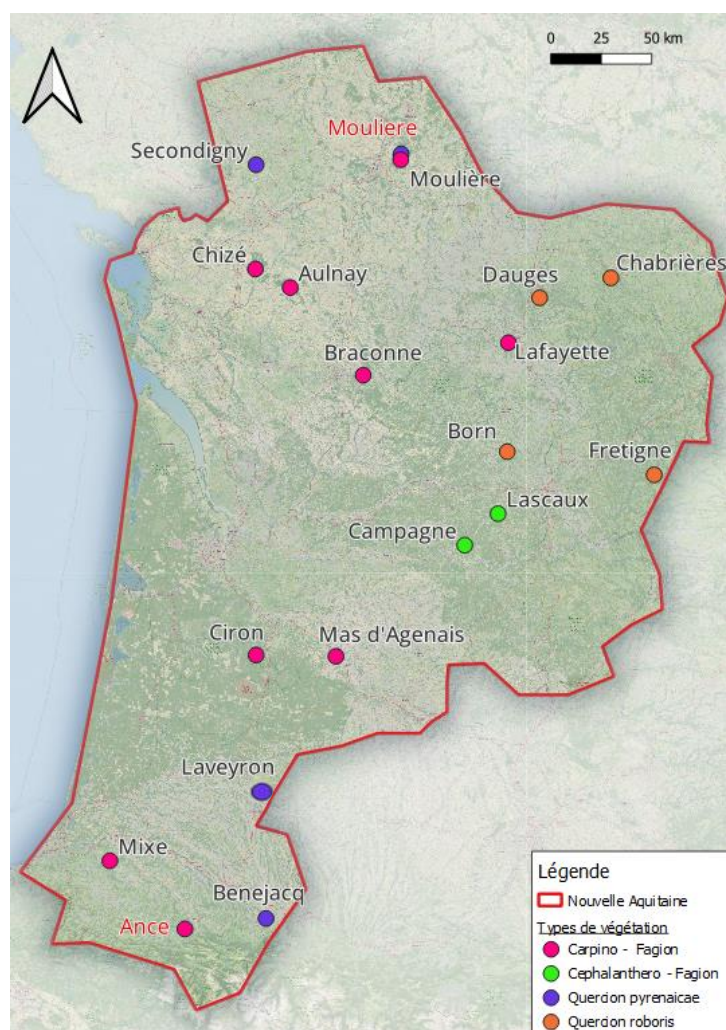 0 25 50 km
Mouliere
Secondigny
Moulière
Chizé
Aulnay
Dauges
Chabrières
Braconne
Lafayette
Born
Fretigne
Lascaux
Campagne
Ciron
Mas d'Agenais
Laveyron
Mixe
Benejacq
Ance
Légende
Nouvelle Aquitaine
Types de végétation
Carpino - Fagion
Cephalanthero - Fagion
Quercion pyrenaicae
Quercion roboris